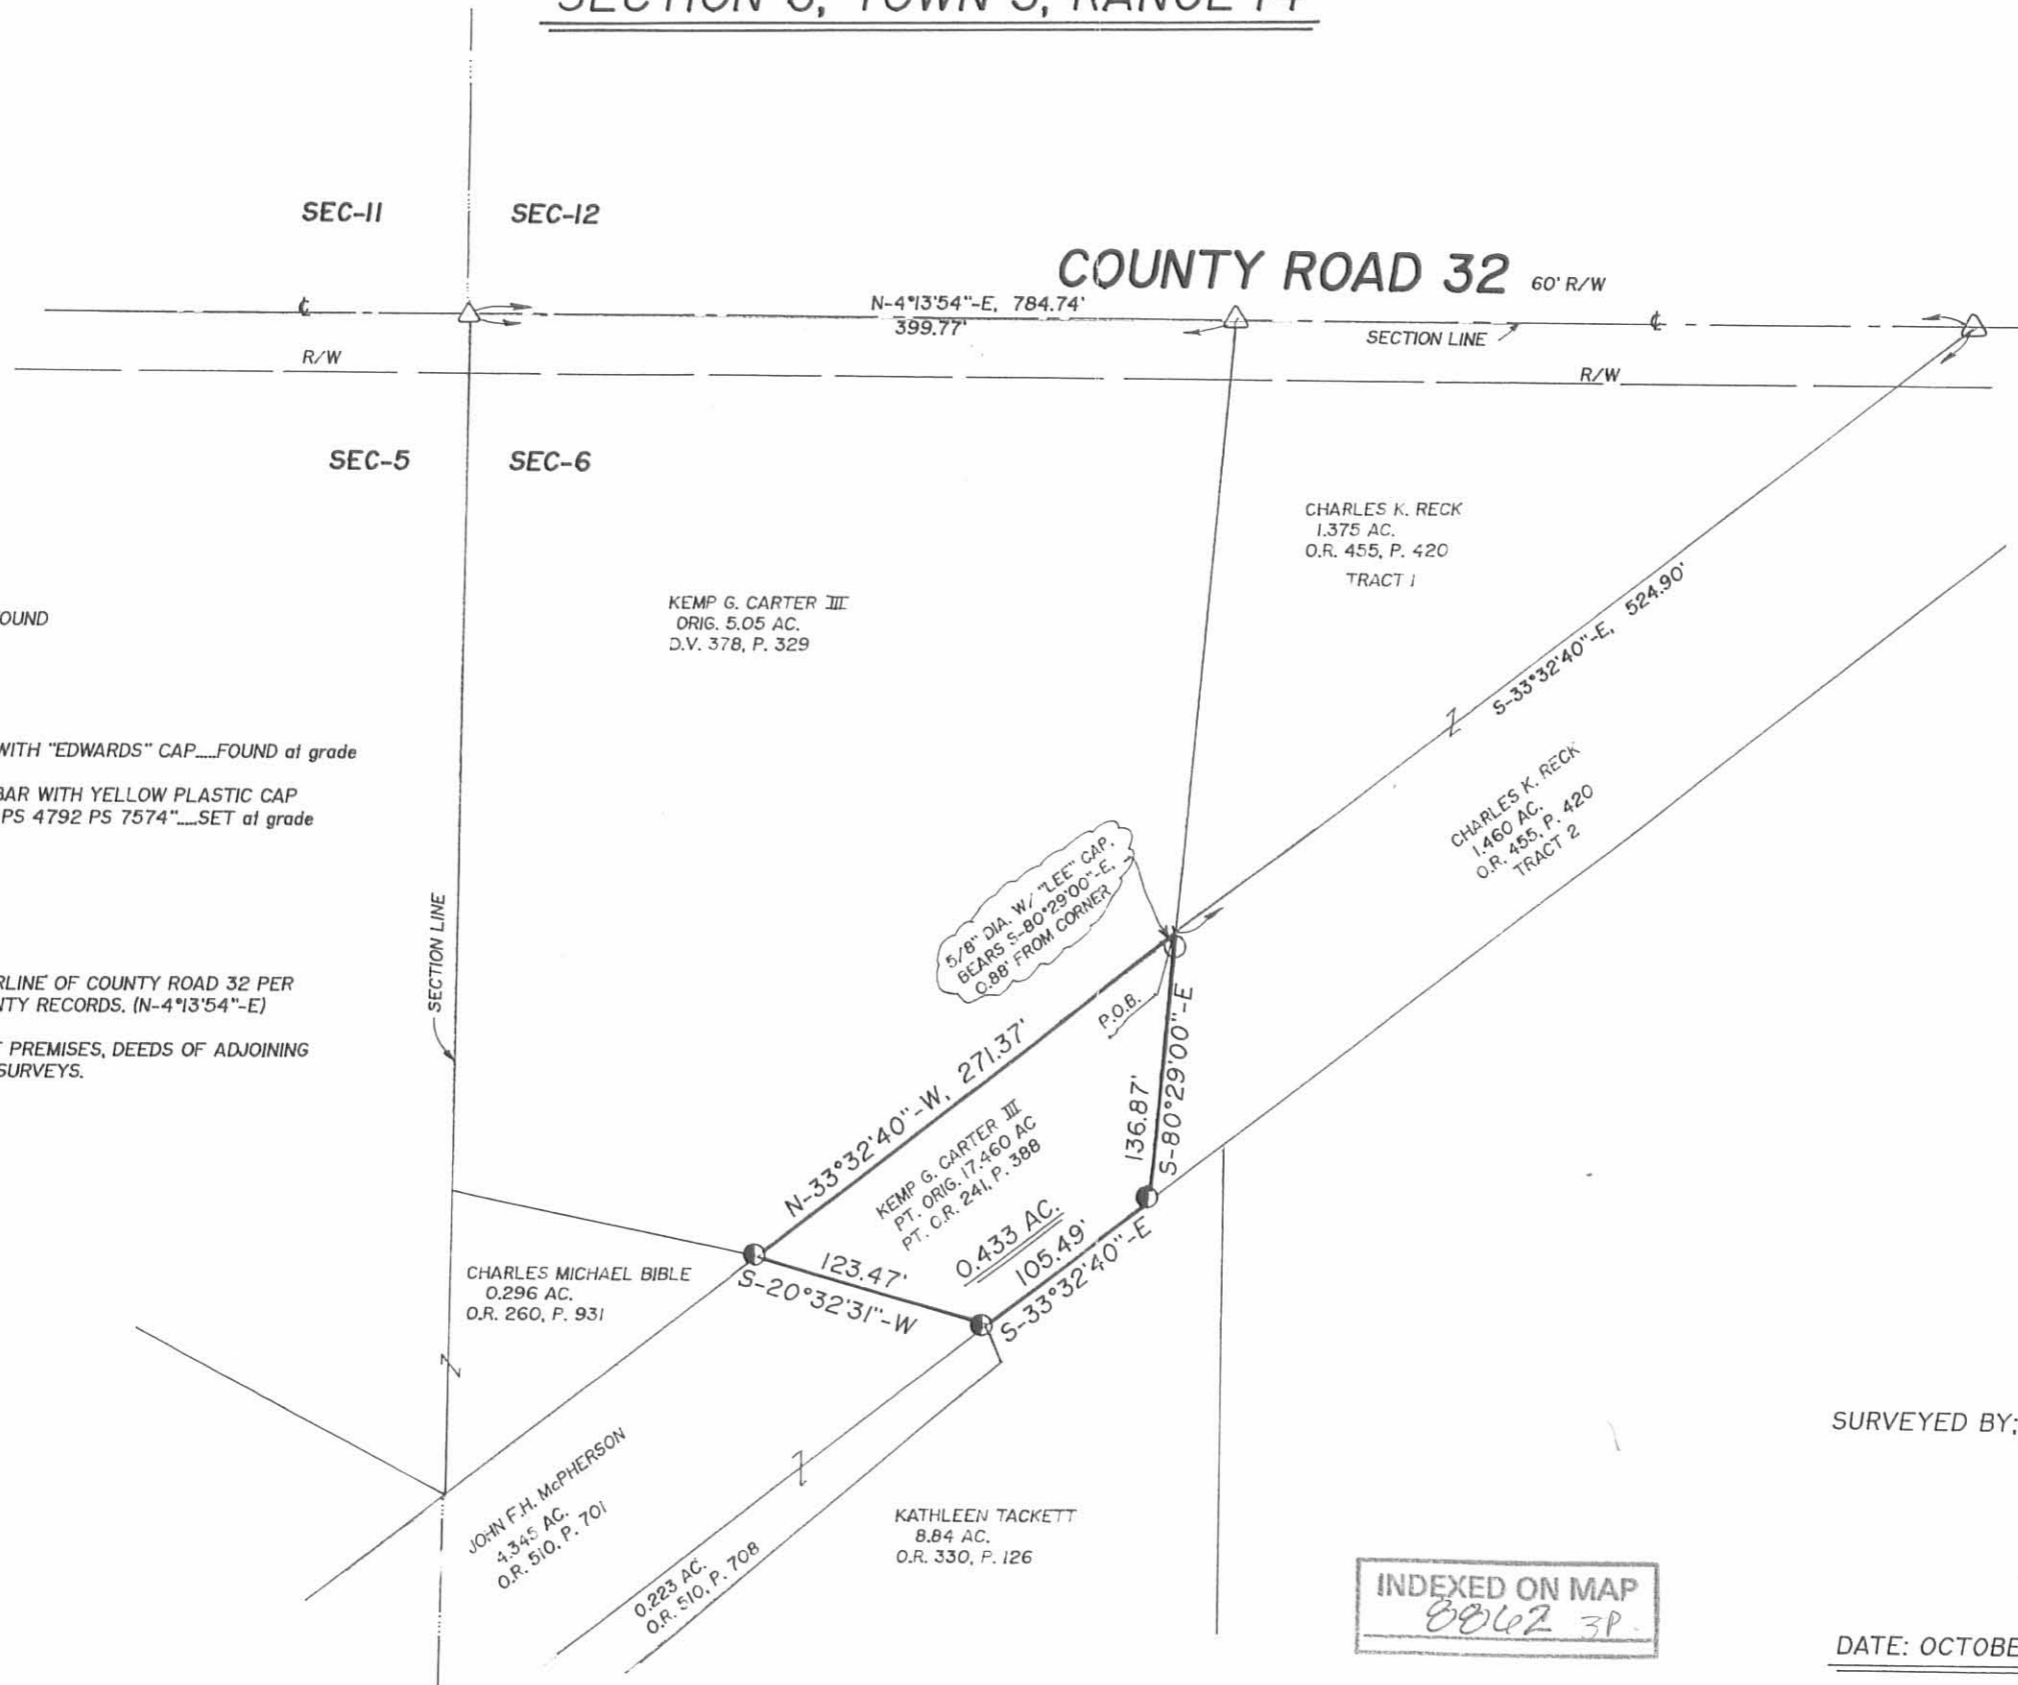 SEC-11
SEC-12
COUNTY ROAD 32 60' R/W
N-4°13'54"-E, 784.74'
399.77'
SECTION LINE
R/W
R/W
SEC-5
SEC-6
CHARLES K. RECK
1.375 AC.
O.R. 455, P. 420
TRACT 1
KEMP G. CARTER III
ORIG. 5.05 AC.
D.V. 378, P. 329
OUND
S-33°32'40"-E, 524.90'
WITH "EDWARDS" CAP.....FOUND at grade
BAR WITH YELLOW PLASTIC CAP
PS 4792 PS 7574".....SET at grade
CHARLES K. RECK
1.460 AC.
O.R. 455, P. 420
TRACT 2
5/8" DIA. W/ "LEE" CAP,
BEARS S-80°29'00"-E,
0.88' FROM CORNER
SECTION LINE
P.O.B.
RLINE OF COUNTY ROAD 32 PER
NTY RECORDS. (N-4°13'54"-E)
PREMISES, DEEDS OF ADJOINING
SURVEYS.
N-33°32'40"-W, 271.37'
136.87'
S-80°29'00"-E
KEMP G. CARTER III
PT. ORIG. 17.460 AC
PT. O.R. 241, P. 388
0.433 AC.
105.49'
S-33°32'40"-E
123.47'
S-20°32'31"-W
CHARLES MICHAEL BIBLE
0.296 AC.
O.R. 260, P. 931
JOHN F.H. McPHERSON
4.345 AC.
O.R. 510, P. 701
0.223 AC.
O.R. 510, P. 708
KATHLEEN TACKETT
8.84 AC.
O.R. 330, P. 126
SURVEYED BY:
INDEXED ON MAP
8862 3P.
DATE: OCTOBE